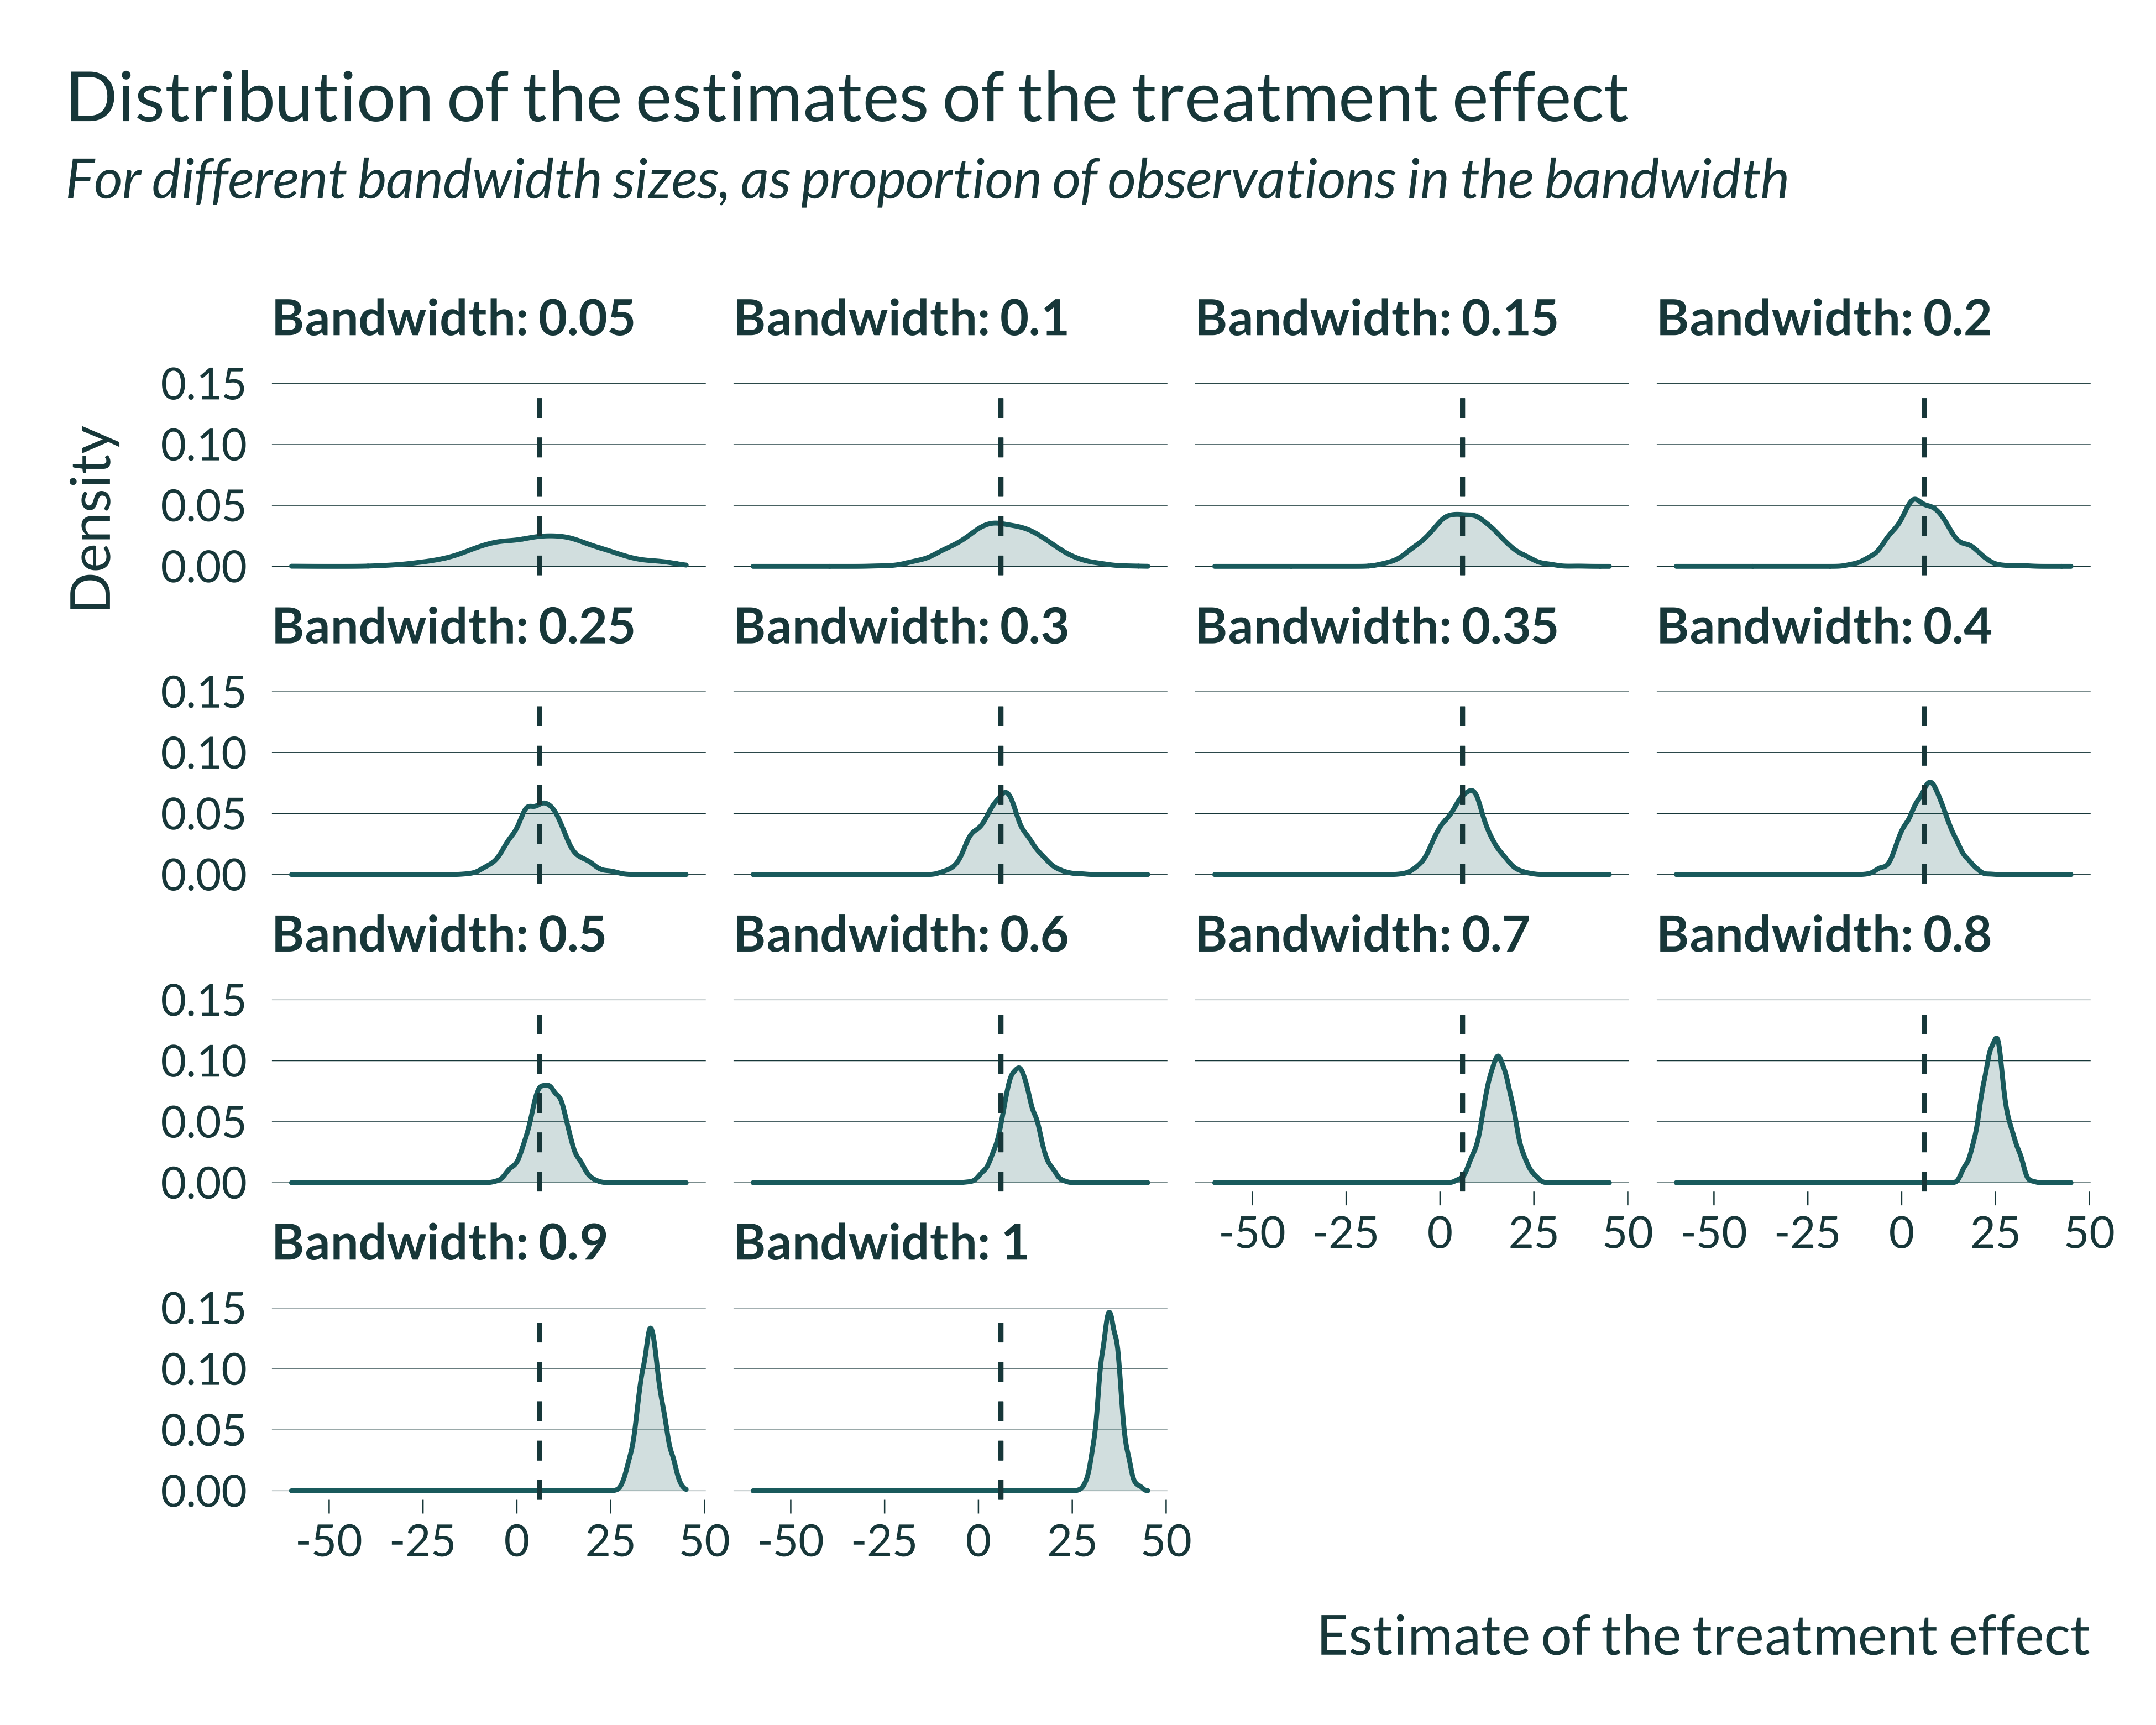 Distribution of the estimates of the treatment effect
For different bandwidth sizes, as proportion of observations in the bandwidth
Density
Bandwidth: 0.05 Bandwidth: 0.1 Bandwidth: 0.15 Bandwidth: 0.2
0.15
0.10
0.05
0.00
Bandwidth: 0.25 Bandwidth: 0.3 Bandwidth: 0.35 Bandwidth: 0.4
0.15
0.10
0.05
0.00
Bandwidth: 0.5 Bandwidth: 0.6 Bandwidth: 0.7 Bandwidth: 0.8
0.15
0.10
0.05
0.00
-50 -25 0 25 50 -50 -25 0 25 50
Bandwidth: 0.9 Bandwidth: 1
0.15
0.10
0.05
0.00
-50 -25 0 25 50 -50 -25 0 25 50
Estimate of the treatment effect